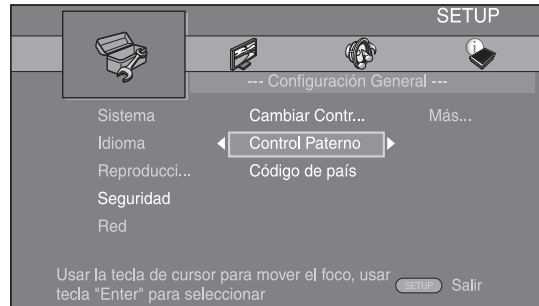 SETUP
--- Configuración General ---
Sistema Cambiar Contr... Más...
Idioma Control Paterno
Reproducci... Código de país
Seguridad
Red
Usar la tecla de cursor para mover el foco, usar
tecla "Enter" para seleccionar
SETUP Salir